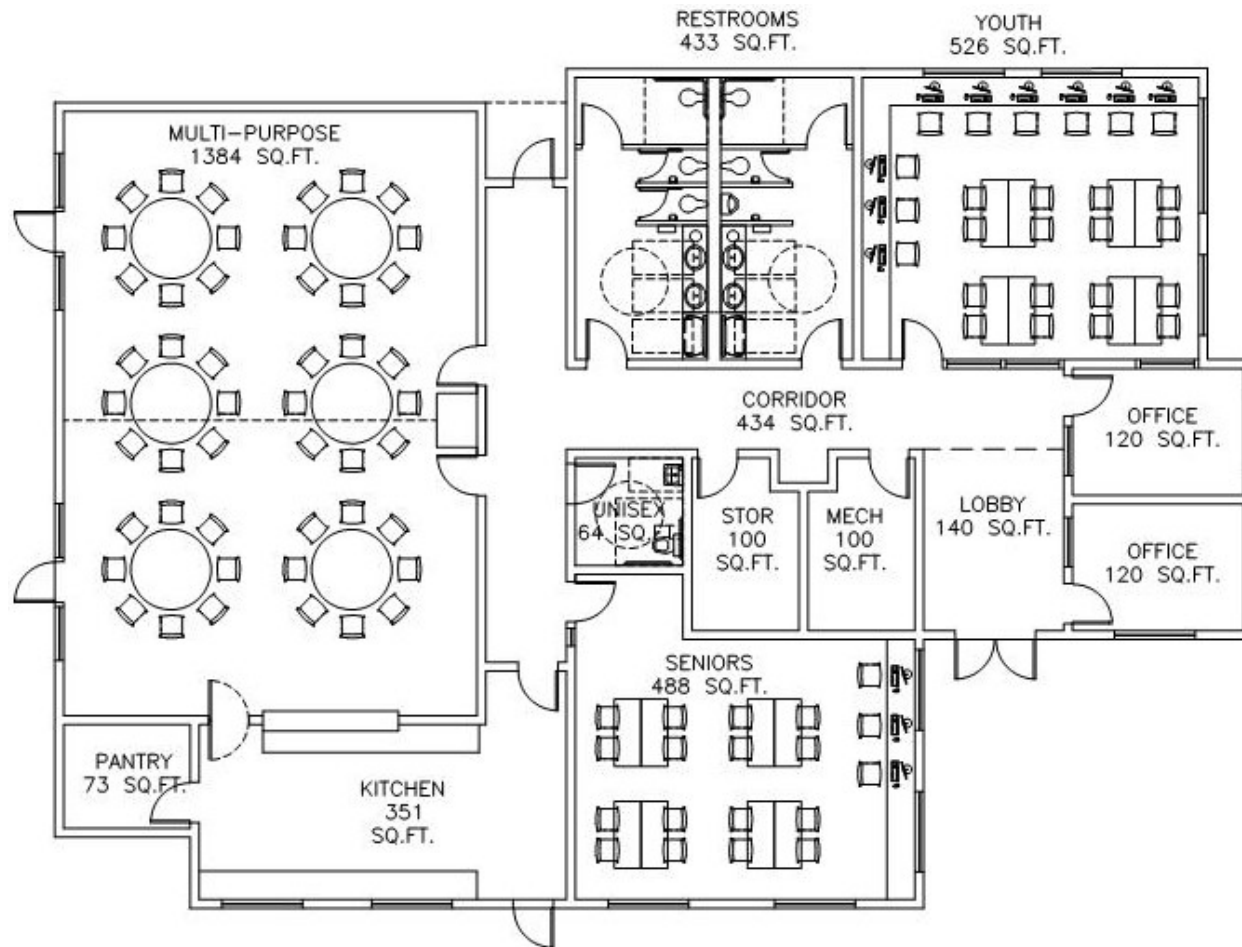 RESTROOMS
433 SQ.FT.
YOUTH
526 SQ.FT.
MULTI-PURPOSE
1384 SQ.FT.
CORRIDOR
434 SQ.FT.
OFFICE
120 SQ.FT.
UNISEX
64 SQ.FT.
STOR
100
SQ.FT.
MECH
100
SQ.FT.
LOBBY
140 SQ.FT.
OFFICE
120 SQ.FT.
SENIORS
488 SQ.FT.
PANTRY
73 SQ.FT.
KITCHEN
351
SQ.FT.